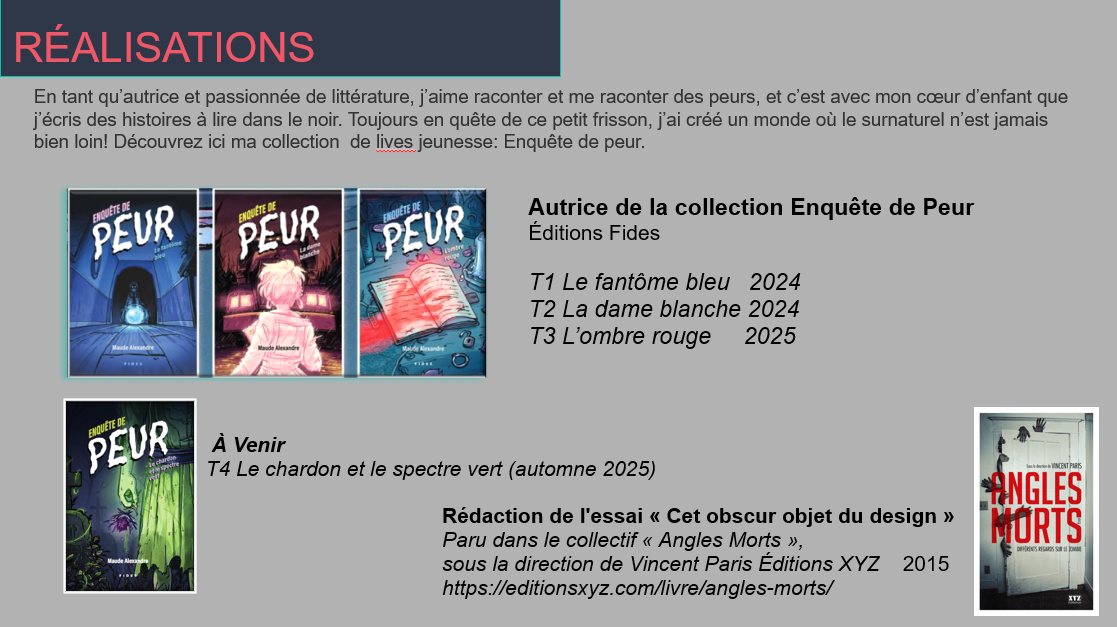 RÉALISATIONS
En tant qu’autrice et passionnée de littérature, j’aime raconter et me raconter des peurs, et c’est avec mon cœur d’enfant que
j’écris des histoires à lire dans le noir. Toujours en quête de ce petit frisson, j’ai créé un monde où le surnaturel n’est jamais
bien loin! Découvrez ici ma collection  de lives jeunesse: Enquête de peur.
ENQUÊTE DE
PEUR
Le fantôme
bleu
Maude Alexandre
FIDES
ENQUÊTE DE
PEUR
La dame
blanche
Maude Alexandre
FIDES
ENQUÊTE DE
PEUR
L'ombre
rouge
Maude Alexandre
FIDES
Autrice de la collection Enquête de Peur
Éditions Fides
T1 Le fantôme bleu   2024
T2 La dame blanche 2024
T3 L’ombre rouge     2025
ENQUÊTE DE
PEUR
Le chardon
et le spectre
vert
Maude Alexandre
FIDES
À Venir
T4 Le chardon et le spectre vert (automne 2025)
Rédaction de l'essai « Cet obscur objet du design »
Paru dans le collectif « Angles Morts »,
sous la direction de Vincent Paris Éditions XYZ    2015
https://editionsxyz.com/livre/angles-morts/
Sous la direction de VINCENT PARIS
ANGLES
MORTS
DIFFÉRENTS REGARDS SUR LE ZOMBIE
XYZ